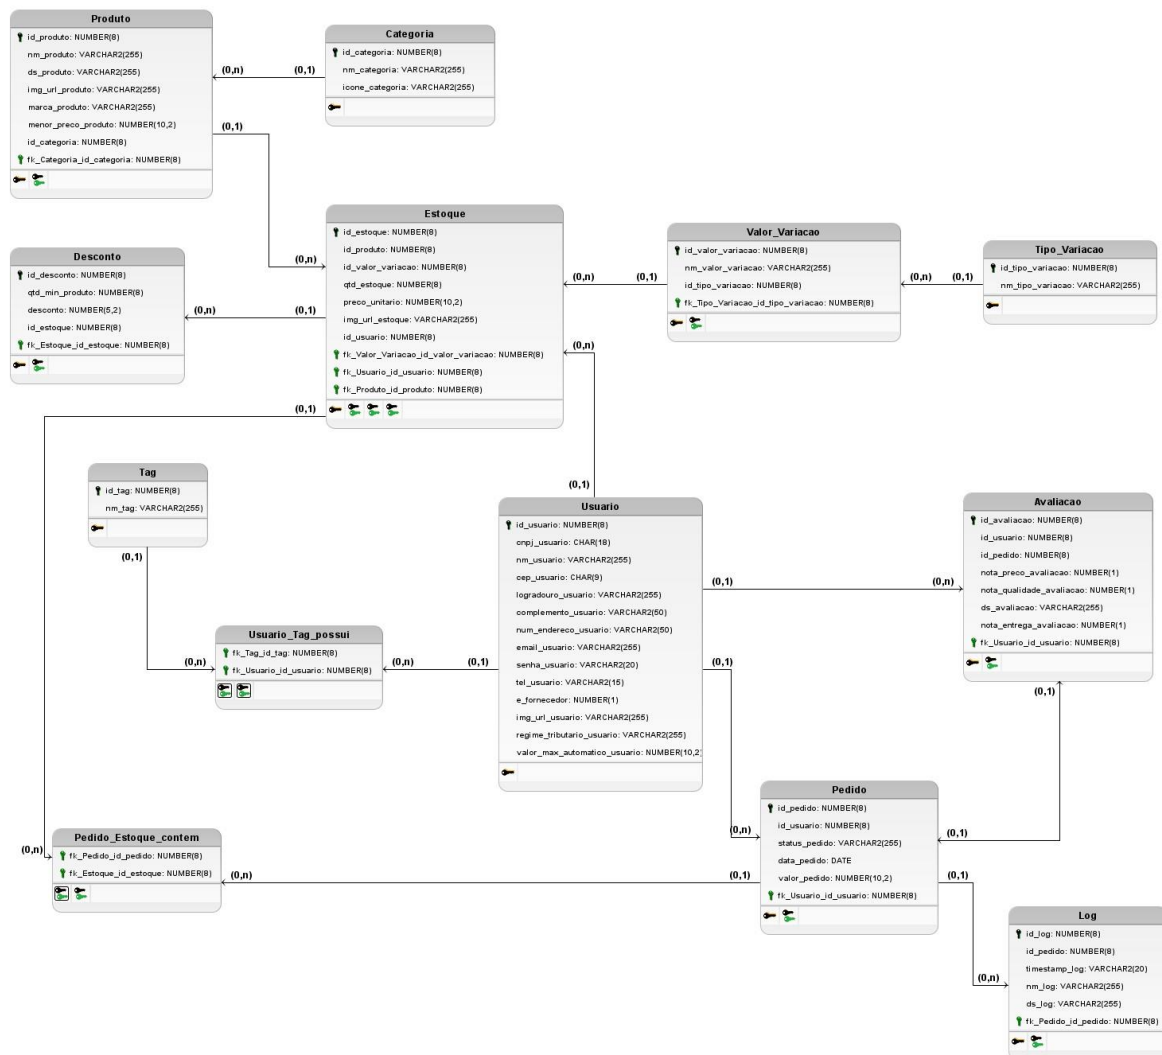 Produto
id_produto: NUMBER(8)
nm_produto: VARCHAR2(255)
ds_produto: VARCHAR2(255)
img_url_produto: VARCHAR2(255)
marca_produto: VARCHAR2(255)
menor_preco_produto: NUMBER(10,2)
id_categoria: NUMBER(8)
fk_Categoria_id_categoria: NUMBER(8)
(0,n)
(0,1)
Categoria
id_categoria: NUMBER(8)
nm_categoria: VARCHAR2(255)
icone_categoria: VARCHAR2(255)
(0,1)
(0,n)
Estoque
id_estoque: NUMBER(8)
id_produto: NUMBER(8)
id_valor_variacao: NUMBER(8)
qtd_estoque: NUMBER(8)
preco_unitario: NUMBER(10,2)
img_url_estoque: VARCHAR2(255)
id_usuario: NUMBER(8)
fk_Valor_Variacao_id_valor_variacao: NUMBER(8)
fk_Usuario_id_usuario: NUMBER(8)
fk_Produto_id_produto: NUMBER(8)
Desconto
id_desconto: NUMBER(8)
qtd_min_produto: NUMBER(8)
desconto: NUMBER(5,2)
id_estoque: NUMBER(8)
fk_Estoque_id_estoque: NUMBER(8)
(0,n)
(0,1)
(0,n)
(0,1)
Valor_Variacao
id_valor_variacao: NUMBER(8)
nm_valor_variacao: VARCHAR2(255)
id_tipo_variacao: NUMBER(8)
fk_Tipo_Variacao_id_tipo_variacao: NUMBER(8)
(0,n)
(0,1)
Tipo_Variacao
id_tipo_variacao: NUMBER(8)
nm_tipo_variacao: VARCHAR2(255)
(0,n)
(0,1)
(0,1)
Tag
id_tag: NUMBER(8)
nm_tag: VARCHAR2(255)
(0,1)
(0,n)
Usuario_Tag_possui
fk_Tag_id_tag: NUMBER(8)
fk_Usuario_id_usuario: NUMBER(8)
(0,n)
(0,1)
Usuario
id_usuario: NUMBER(8)
cnpj_usuario: CHAR(18)
nm_usuario: VARCHAR2(255)
cep_usuario: CHAR(9)
logradouro_usuario: VARCHAR2(255)
complemento_usuario: VARCHAR2(50)
num_endereco_usuario: VARCHAR2(50)
email_usuario: VARCHAR2(255)
senha_usuario: VARCHAR2(20)
tel_usuario: VARCHAR2(15)
e_fornecedor: NUMBER(1)
img_url_usuario: VARCHAR2(255)
regime_tributario_usuario: VARCHAR2(255)
valor_max_automatico_usuario: NUMBER(10,2)
(0,1)
(0,n)
Avaliacao
id_avaliacao: NUMBER(8)
id_usuario: NUMBER(8)
id_pedido: NUMBER(8)
nota_preco_avaliacao: NUMBER(1)
nota_qualidade_avaliacao: NUMBER(1)
ds_avaliacao: VARCHAR2(255)
nota_entrega_avaliacao: NUMBER(1)
fk_Usuario_id_usuario: NUMBER(8)
(0,1)
(0,1)
(0,n)
Pedido
id_pedido: NUMBER(8)
id_usuario: NUMBER(8)
status_pedido: VARCHAR2(255)
data_pedido: DATE
valor_pedido: NUMBER(10,2)
fk_Usuario_id_usuario: NUMBER(8)
(0,1)
(0,1)
(0,n)
Pedido_Estoque_contem
fk_Pedido_id_pedido: NUMBER(8)
fk_Estoque_id_estoque: NUMBER(8)
(0,n)
(0,1)
(0,n)
Log
id_log: NUMBER(8)
id_pedido: NUMBER(8)
timestamp_log: VARCHAR2(20)
nm_log: VARCHAR2(255)
ds_log: VARCHAR2(255)
fk_Pedido_id_pedido: NUMBER(8)